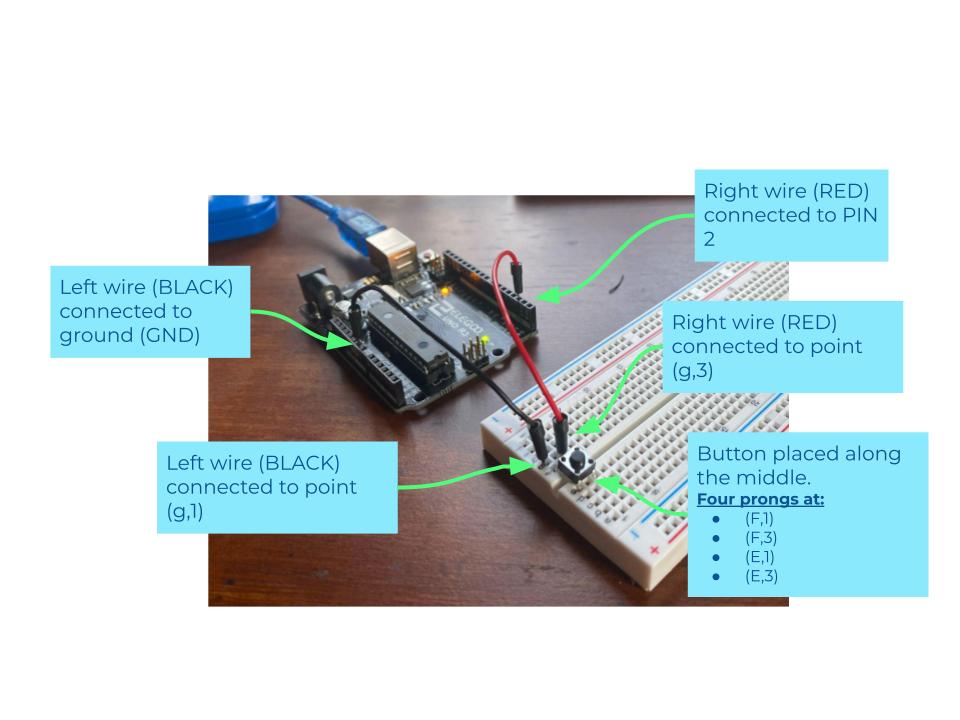 Right wire (RED)
connected to PIN
2
Left wire (BLACK)
connected to
ground (GND)
Right wire (RED)
connected to point
(g,3)
Left wire (BLACK)
connected to point
(g,1)
Button placed along
the middle.
Four prongs at:
● (F,1)
● (F,3)
● (E,1)
● (E,3)
ELEGOO
UNO R3